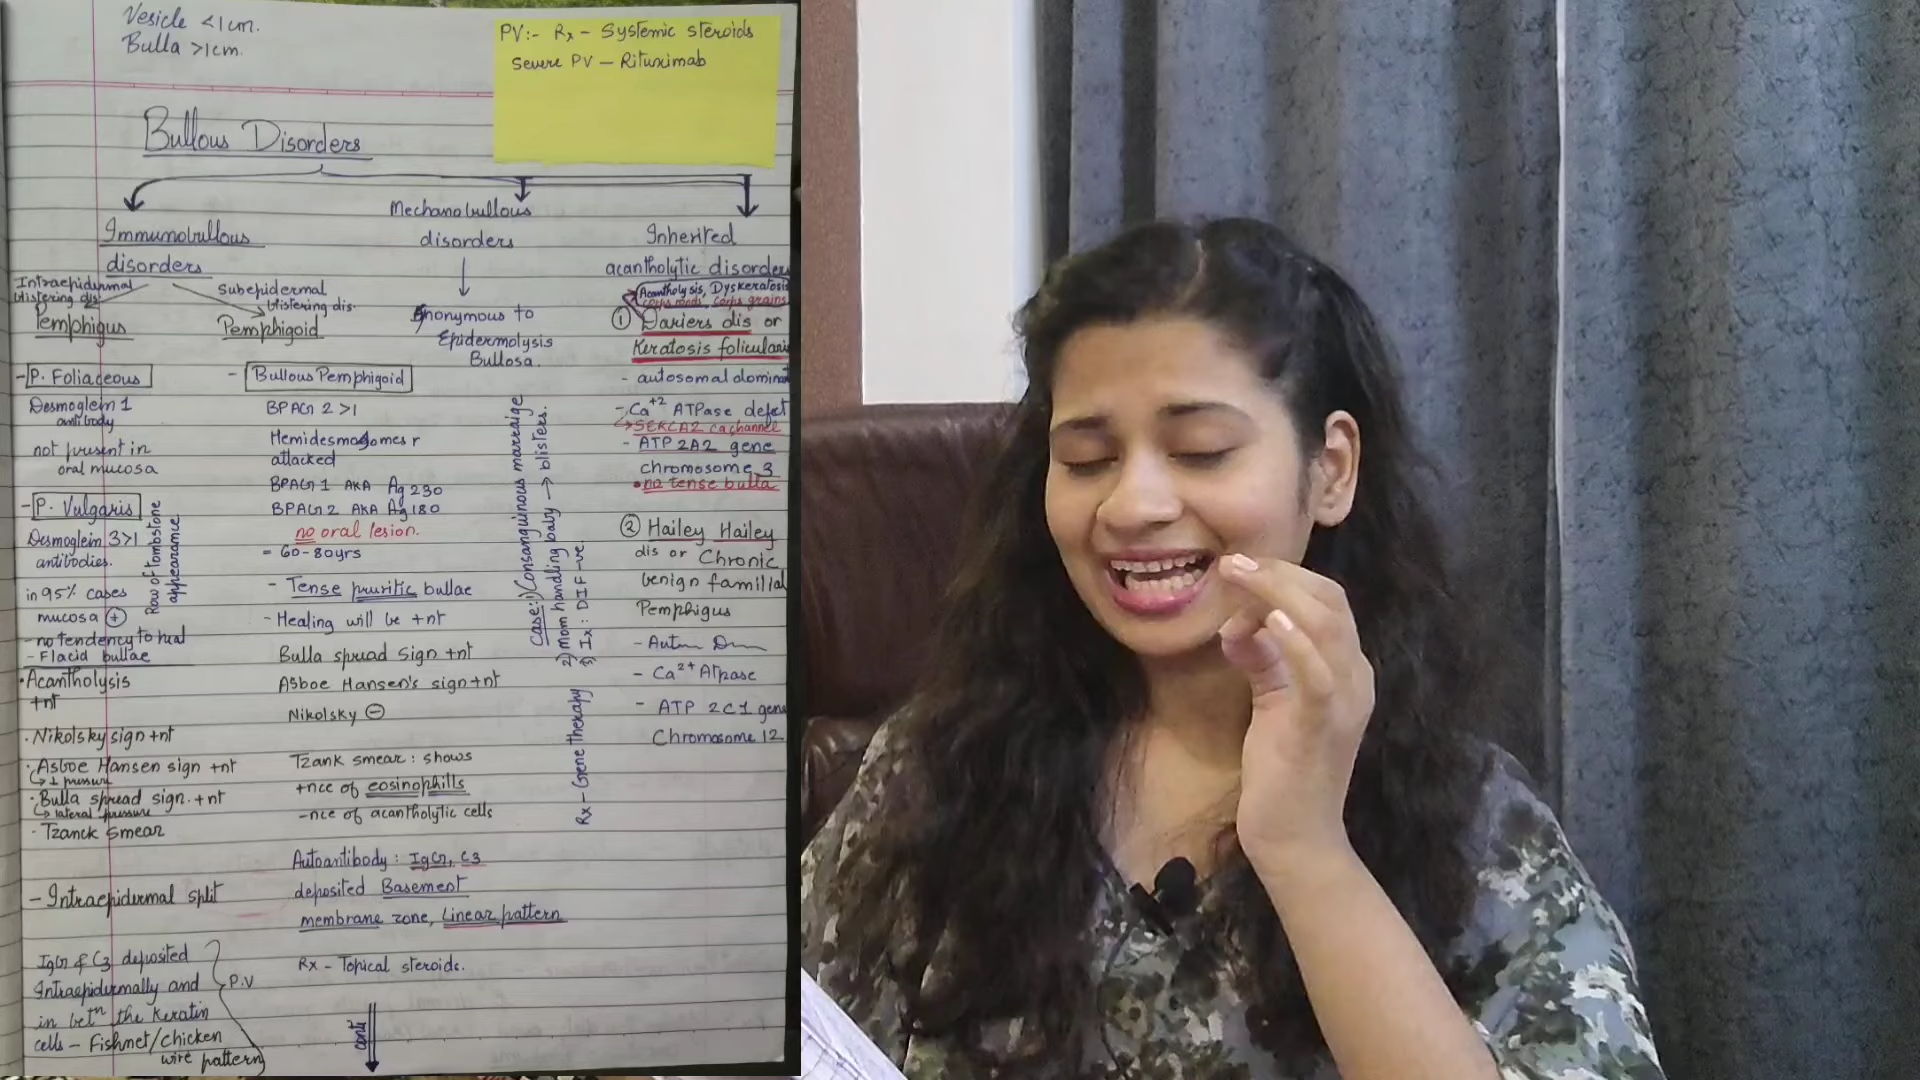 Vesicle <1cm.
Bulla >1cm.
PV:- Rx - Systemic steroids
Severe PV - Rituximab
Bullous Disorders
Immunobullous
disorders
Intraepidermal
blistering dis.
Pemphigus
- P. Foliaceous
Desmoglein 1
antibody
not present in
oral mucosa
- P. Vulgaris
Desmoglein 3>1
antibodies.
in 95% cases
mucosa +
- no tendency to heal
- Flacid bullae
Row of tombstone
appearance
• Acantholysis
+nt
• Nikolsky sign +nt
• Asboe Hansen sign +nt
↳ ⊥ pressure
• Bulla spread sign. +nt
↳ lateral pressure
• Tzanck smear
- Intraepidermal split
IgG & C3 deposited
Intraepidermally and
in betn the keratin
cells - Fishnet/chicken
wire pattern
P.V
Subepidermal
blistering dis.
Pemphigoid
- Bullous Pemphigoid
BPAG 2 >1
Hemidesmosomes r
attacked
BPAG 1 AKA Ag 230
BPAG 2 AKA Ag 180
no oral lesion.
= 60-80yrs
- Tense pruritic bullae
- Healing will be +nt
Bulla spread sign +nt
Asboe Hansen's sign +nt
Nikolsky ⊖
Tzank smear: shows
+nce of eosinophills
-nce of acantholytic cells
Autoantibody: IgG, C3
deposited Basement
membrane zone, Linear pattern
Rx - Topical steroids.
Mechanobullous
disorders
Synonymous to
Epidermolysis
Bullosa.
Case: 1) Consanguinous marraige
2) mom handling baby → blisters.
3) Ix: DIF -ve.
Rx - Gene therapy
Inherited
acantholytic disorders
Acantholysis, Dyskeratosis
corps ronds, corps grains
① Dariers dis or
Keratosis follicularis
- autosomal dominant
- Ca+2 ATPase defect
↳ SERCA2 ca channel
- ATP 2A2 gene
chromosome 3
• no tense bulla
② Hailey Hailey
dis or Chronic
benign familial
Pemphigus
- Ca2+ Atpase
- ATP 2C1 gene
Chromosome 12